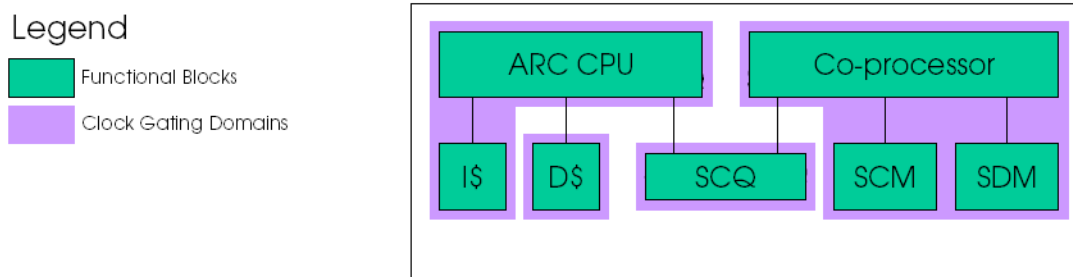 Legend
Functional Blocks
Clock Gating Domains
ARC CPU
Co-processor
I$
D$
SCQ
SCM
SDM